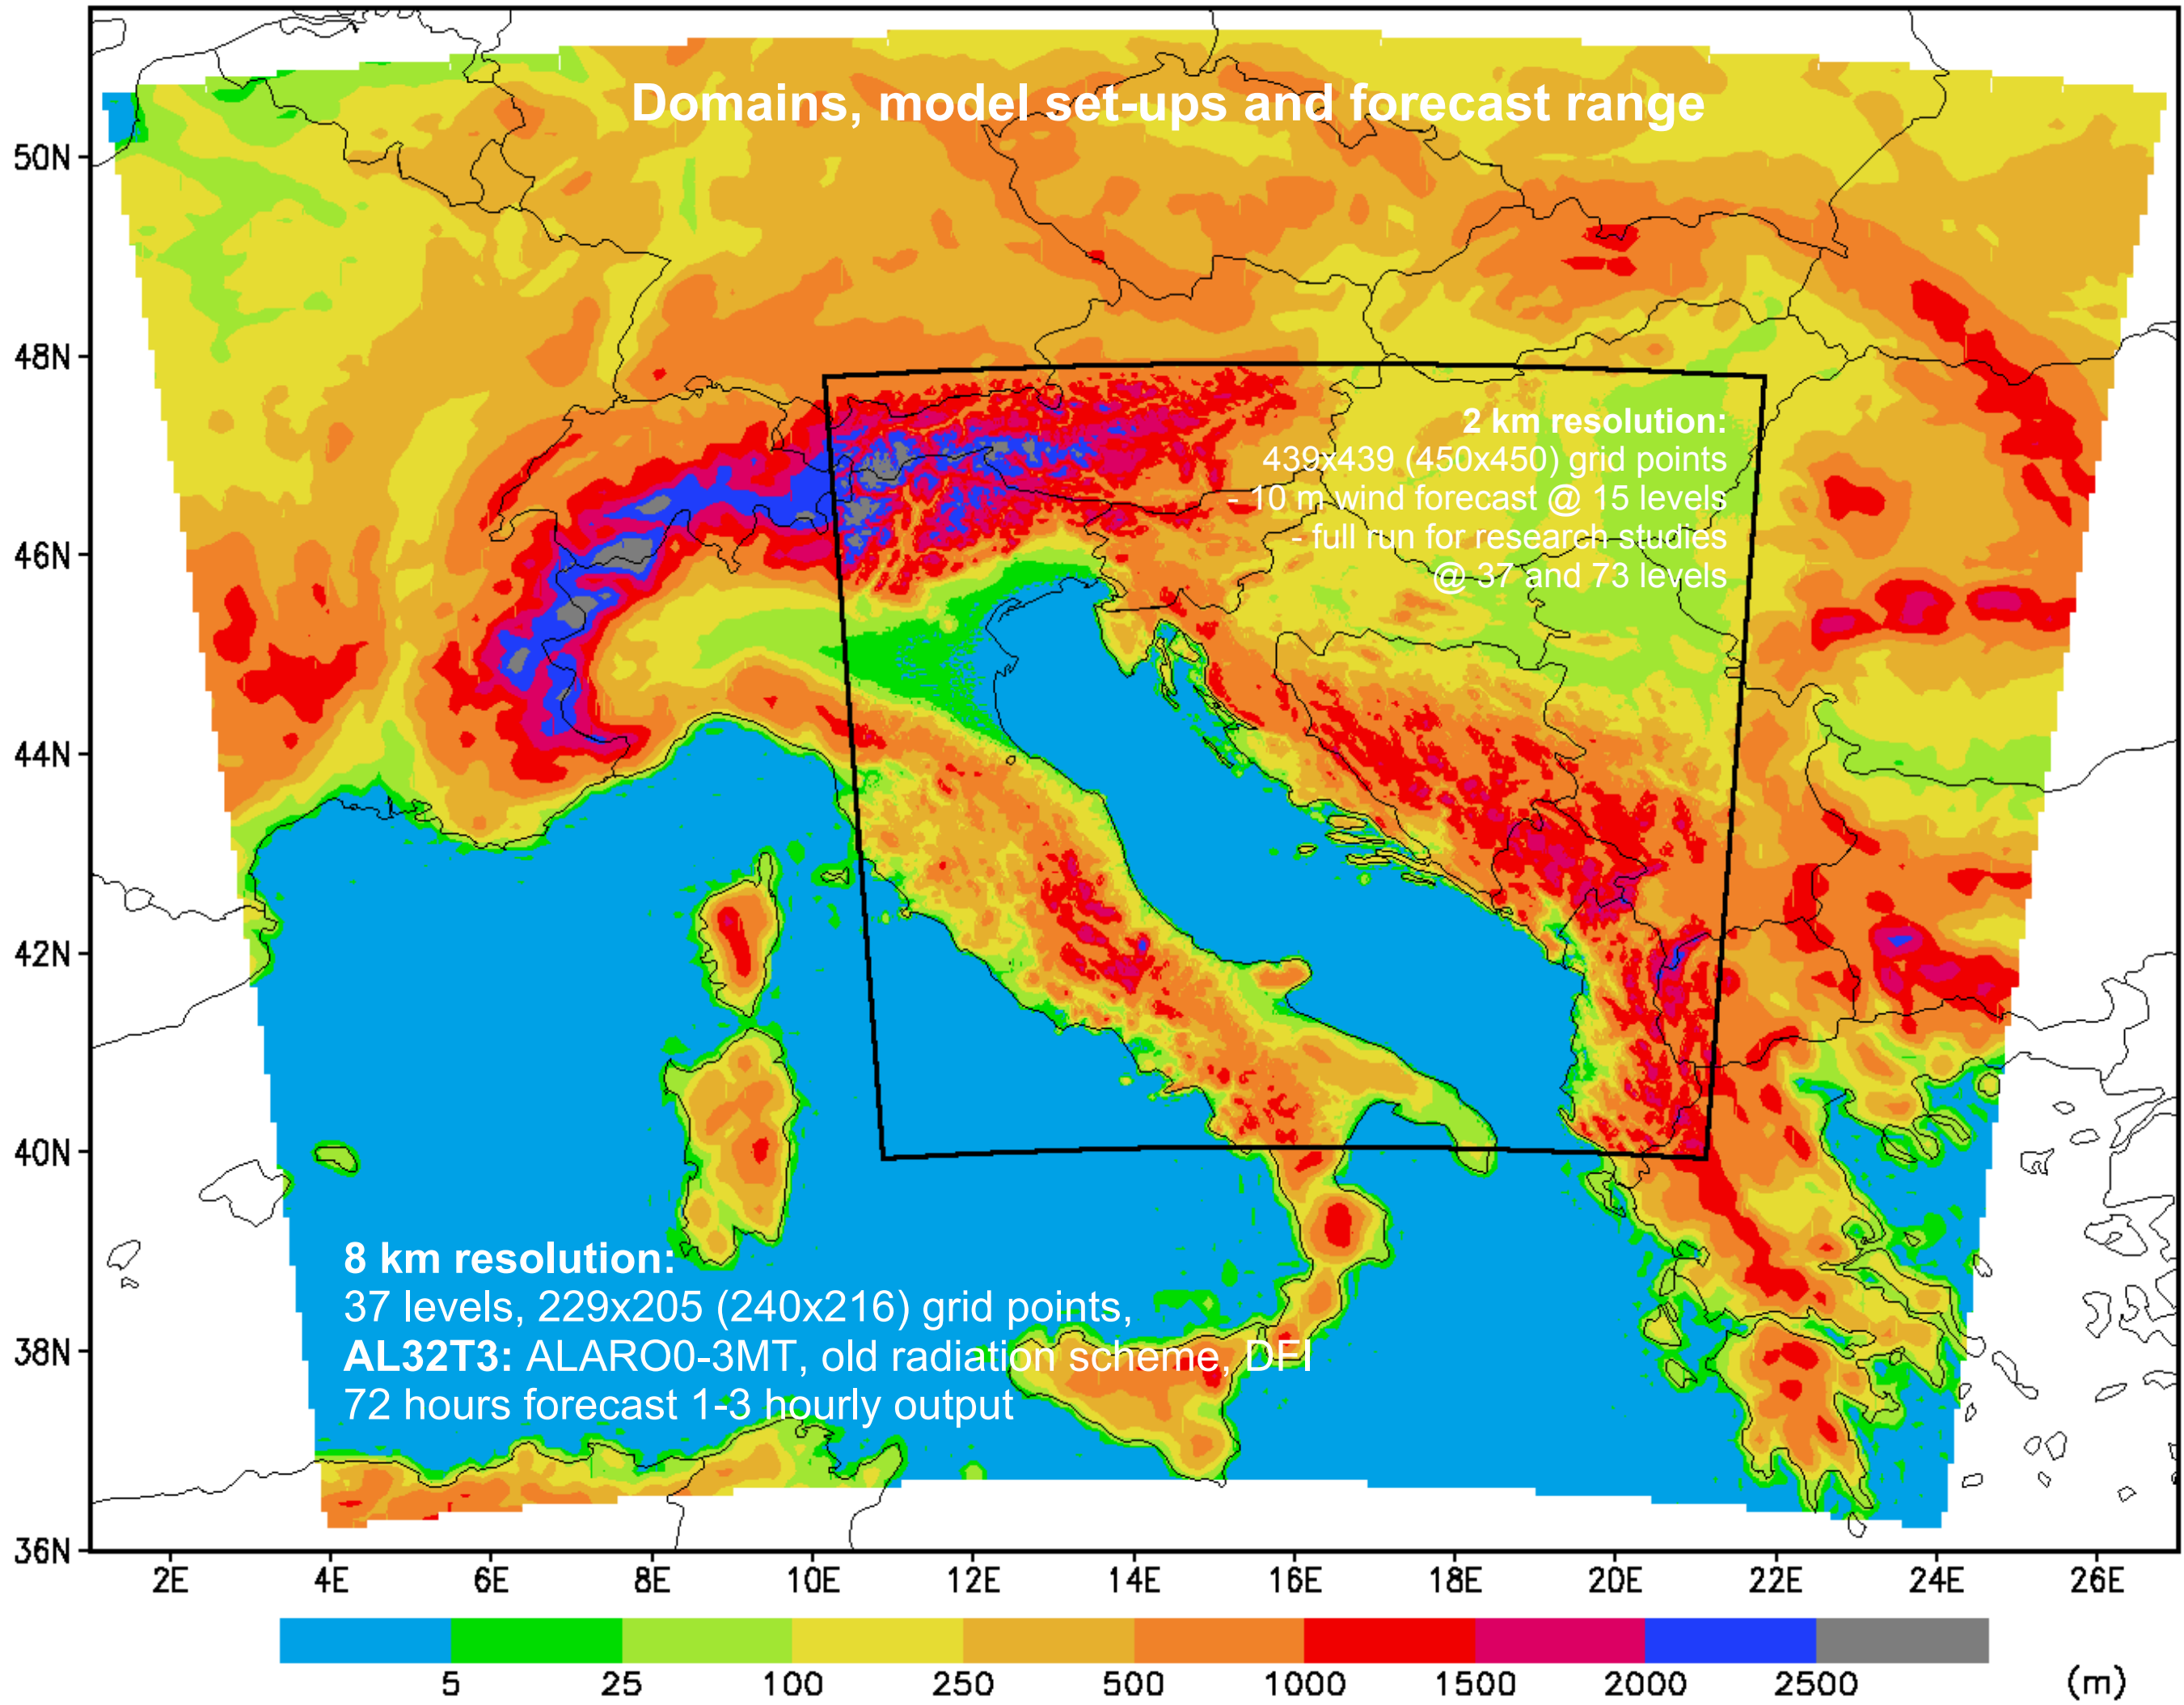 Domains, model set-ups and forecast range
50N
48N
46N
44N
42N
40N
38N
36N
2 km resolution:
439x439 (450x450) grid points
- 10 m wind forecast @ 15 levels
- full run for research studies
@ 37 and 73 levels
8 km resolution:
37 levels, 229x205 (240x216) grid points,
AL32T3: ALARO0-3MT, old radiation scheme, DFI
72 hours forecast 1-3 hourly output
2E 4E 6E 8E 10E 12E 14E 16E 18E 20E 22E 24E 26E
5 25 100 250 500 1000 1500 2000 2500 (m)